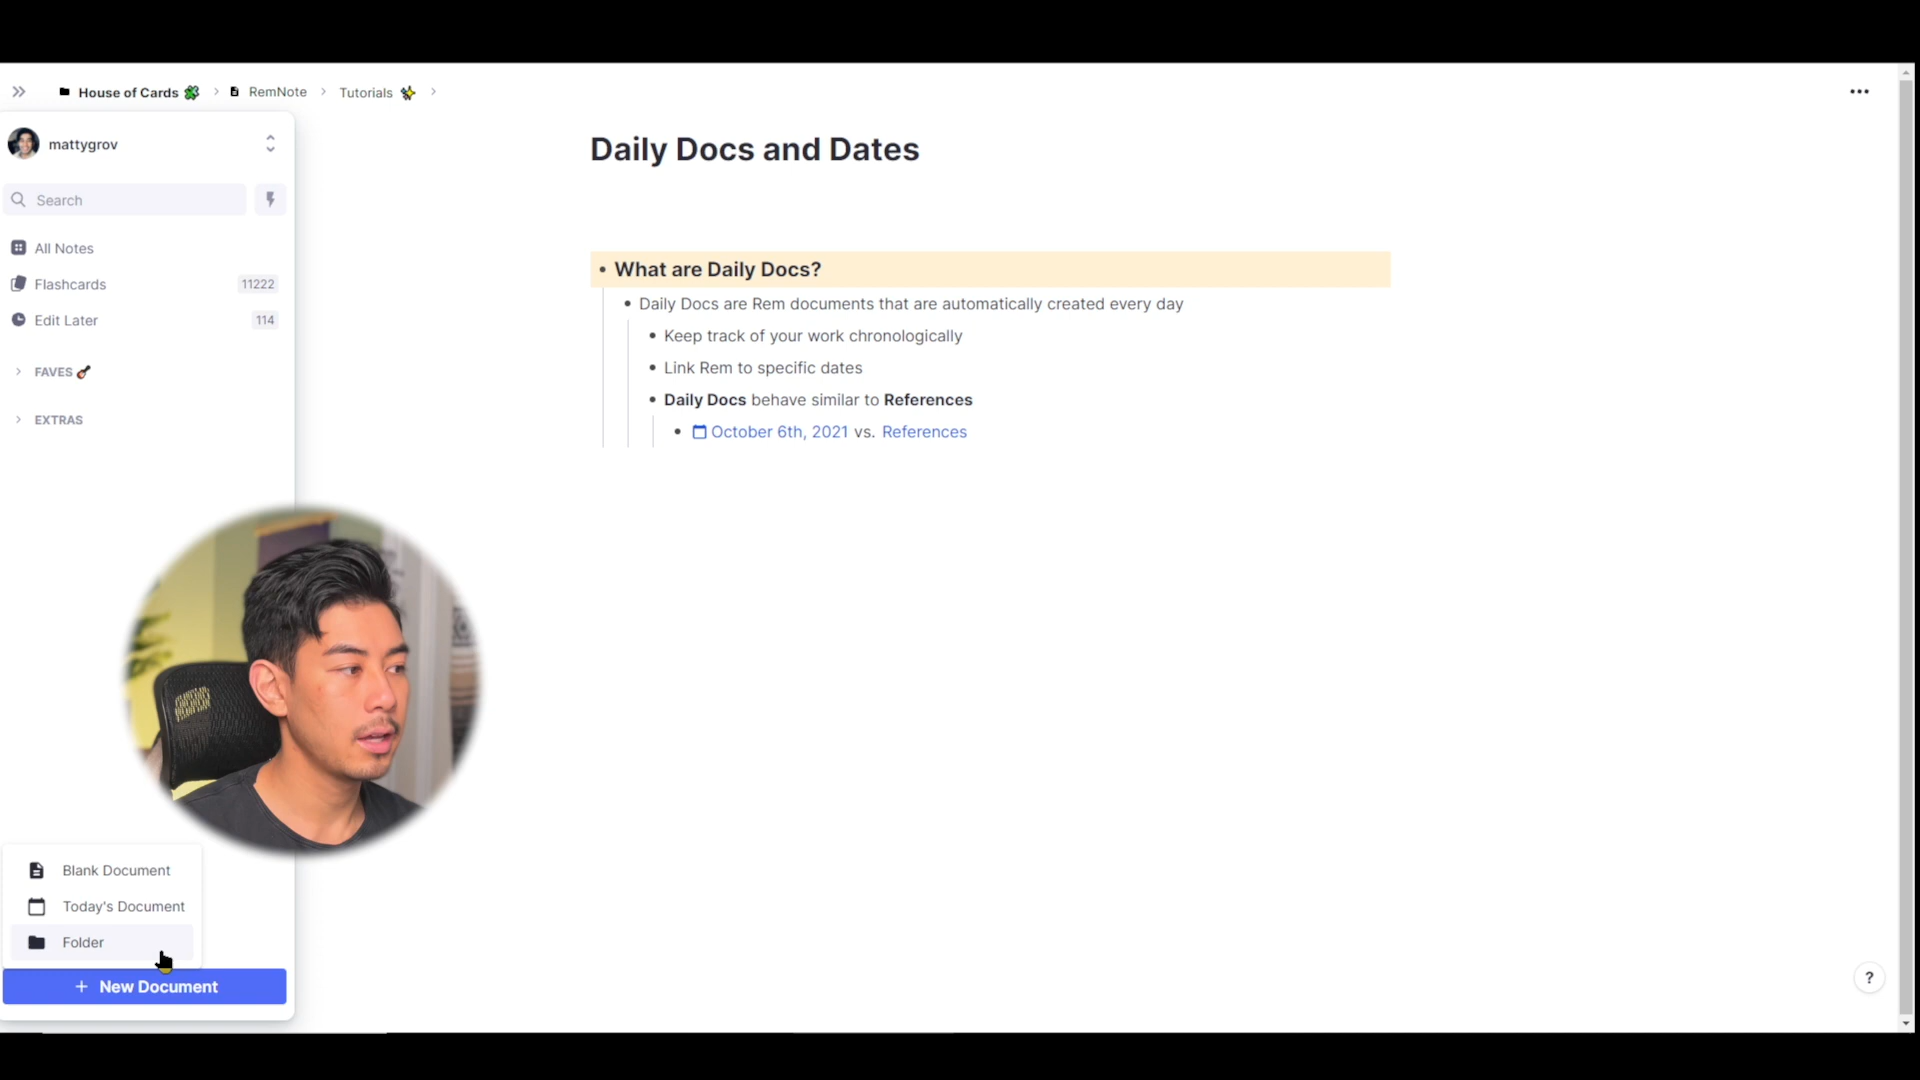 House of Cards > RemNote > Tutorials >
mattygrov
Search
All Notes
Flashcards 11222
Edit Later 114
FAVES
EXTRAS
Daily Docs and Dates
What are Daily Docs?
Daily Docs are Rem documents that are automatically created every day
Keep track of your work chronologically
Link Rem to specific dates
Daily Docs behave similar to References
October 6th, 2021 vs. References
Blank Document
Today's Document
Folder
+ New Document
?